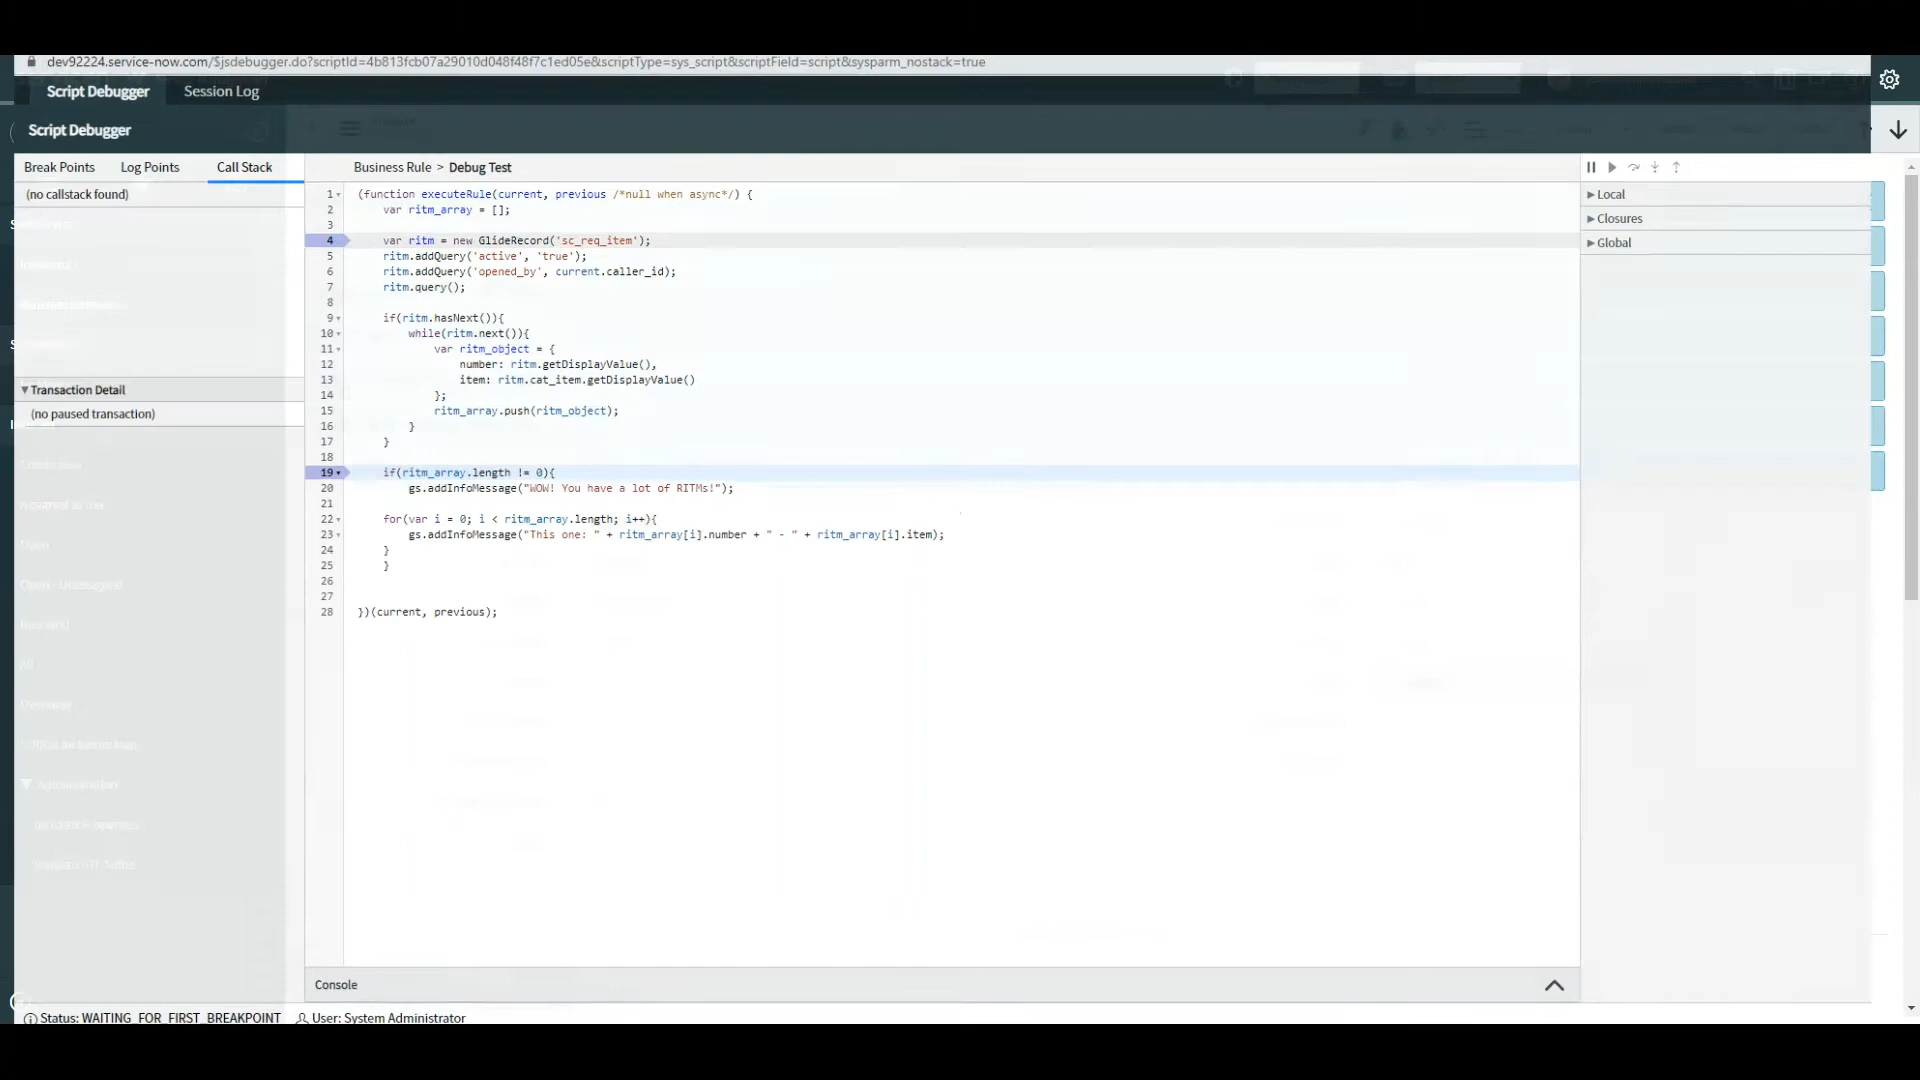 dev92224.service-now.com/$jsdebugger.do?scriptId=4b813fcb07a29010d048f48f7c1ed05e&scriptType=sys_script&scriptField=script&sysparm_nostack=true
Script Debugger
Session Log
Script Debugger
Break Points
Log Points
Call Stack
(no callstack found)
Transaction Detail
(no paused transaction)
Business Rule > Debug Test
1 (function executeRule(current, previous /*null when async*/) {
2 var ritm_array = [];
3
4 var ritm = new GlideRecord('sc_req_item');
5 ritm.addQuery('active', 'true');
6 ritm.addQuery('opened_by', current.caller_id);
7 ritm.query();
8
9 if(ritm.hasNext()){
10 while(ritm.next()){
11 var ritm_object = {
12 number: ritm.getDisplayValue(),
13 item: ritm.cat_item.getDisplayValue()
14 };
15 ritm_array.push(ritm_object);
16 }
17 }
18
19 if(ritm_array.length != 0){
20 gs.addInfoMessage("WOW! You have a lot of RITMs!");
21
22 for(var i = 0; i < ritm_array.length; i++){
23 gs.addInfoMessage("This one: " + ritm_array[i].number + " - " + ritm_array[i].item);
24 }
25 }
26
27
28 })(current, previous);
Local
Closures
Global
Console
Status: WAITING_FOR_FIRST_BREAKPOINT
User: System Administrator
Open
Open - Unassigned
All
Overview